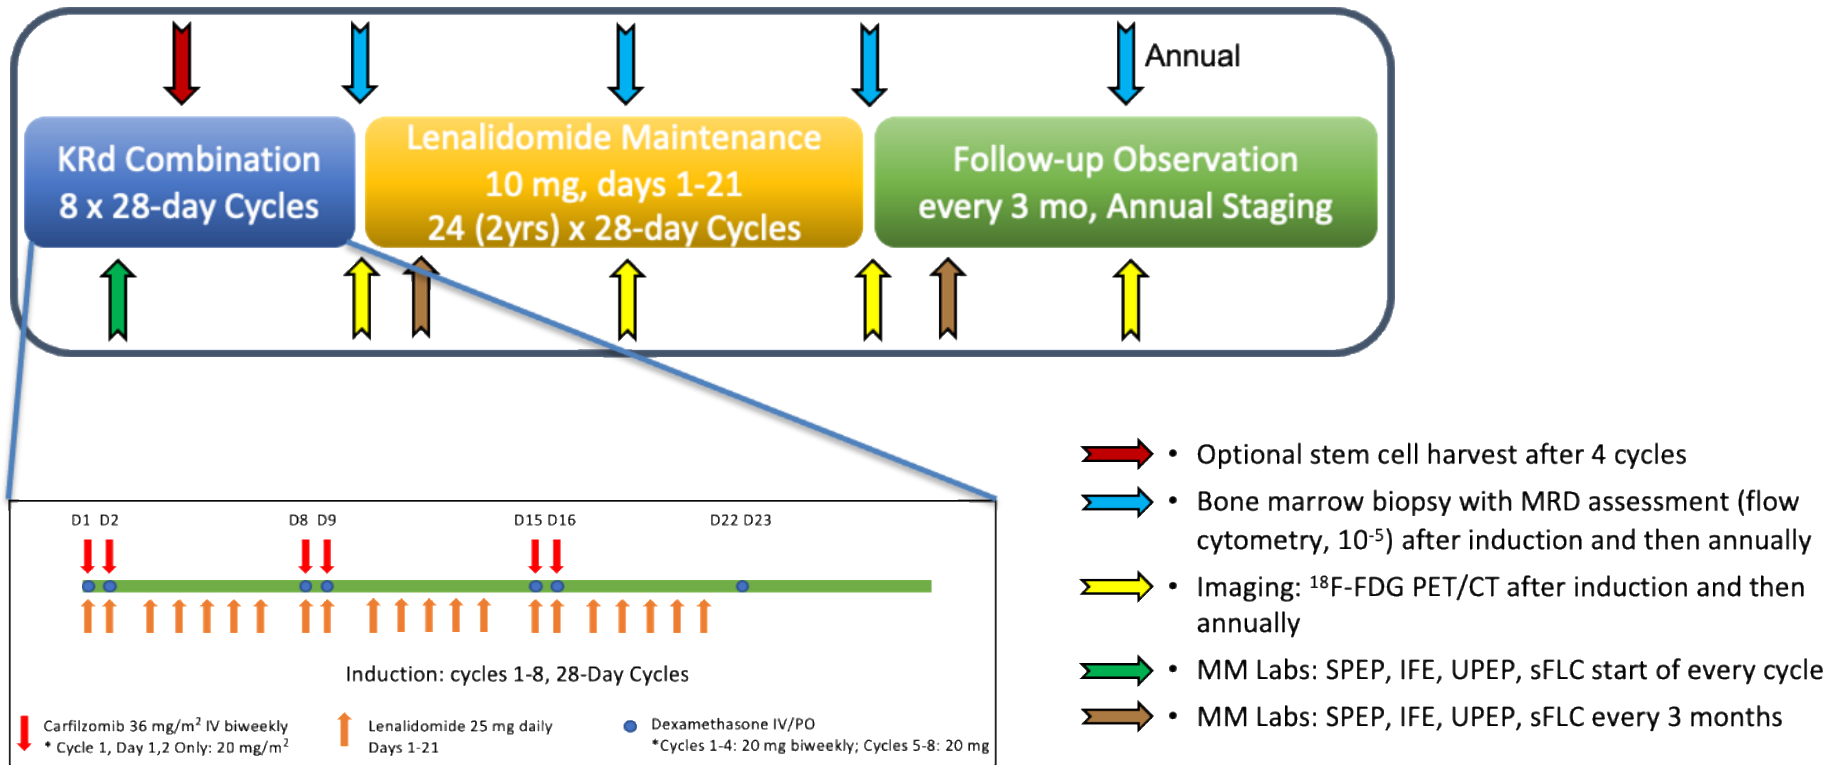 Annual
KRd Combination
8 x 28-day Cycles
Lenalidomide Maintenance
10 mg, days 1-21
24 (2yrs) x 28-day Cycles
Follow-up Observation
every 3 mo, Annual Staging
• Optional stem cell harvest after 4 cycles
• Bone marrow biopsy with MRD assessment (flow
cytometry, 10⁻⁵) after induction and then annually
• Imaging: ¹⁸F-FDG PET/CT after induction and then
annually
• MM Labs: SPEP, IFE, UPEP, sFLC start of every cycle
• MM Labs: SPEP, IFE, UPEP, sFLC every 3 months
D1 D2 D8 D9 D15 D16 D22 D23
Induction: cycles 1-8, 28-Day Cycles
Carfilzomib 36 mg/m² IV biweekly
* Cycle 1, Day 1,2 Only: 20 mg/m²
Lenalidomide 25 mg daily
Days 1-21
Dexamethasone IV/PO
*Cycles 1-4: 20 mg biweekly; Cycles 5-8: 20 mg